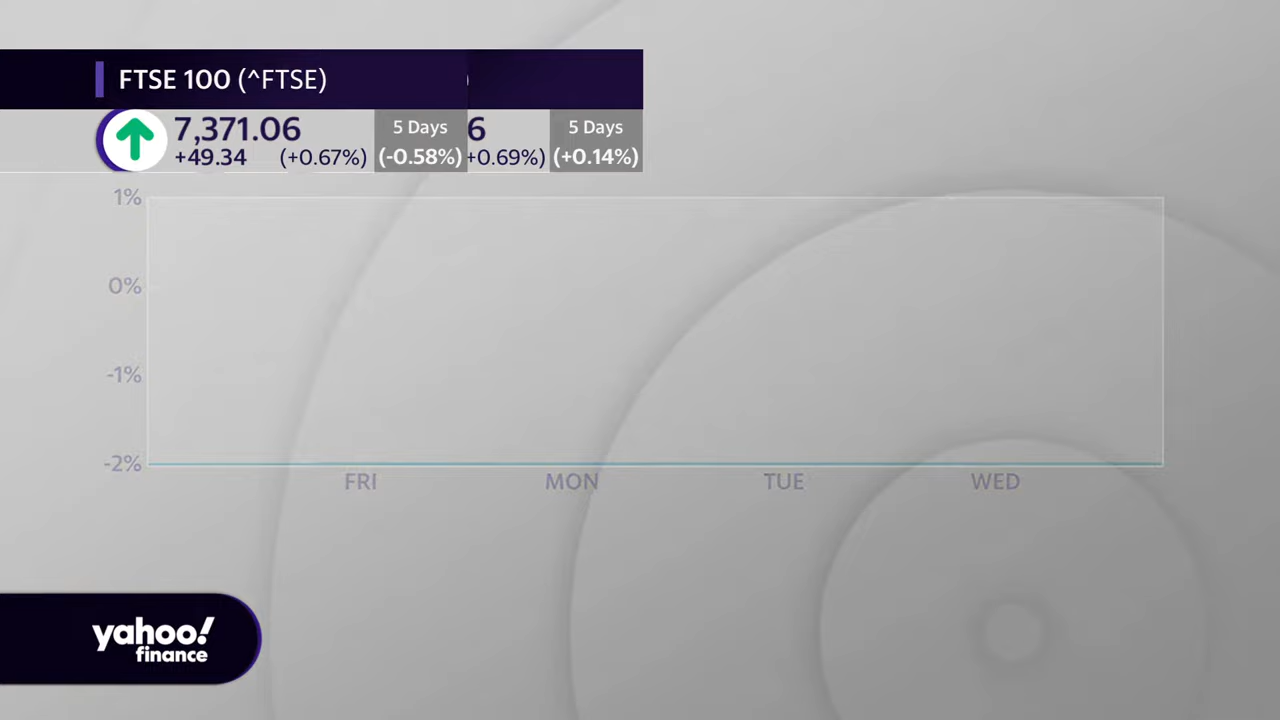 FTSE 100 (^FTSE) )
7,371.06 5 Days 6 5 Days
+49.34 (+0.67%) (-0.58%) +0.69%) (+0.14%)
1%
0%
-1%
-2%
FRI MON TUE WED
yahoo!
finance